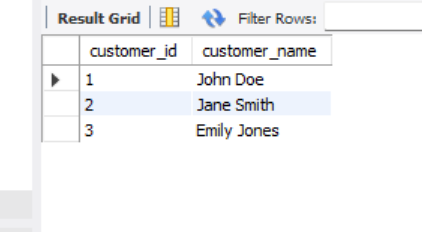 Result Grid Filter Rows:
customer_id customer_name
1 John Doe
2 Jane Smith
3 Emily Jones